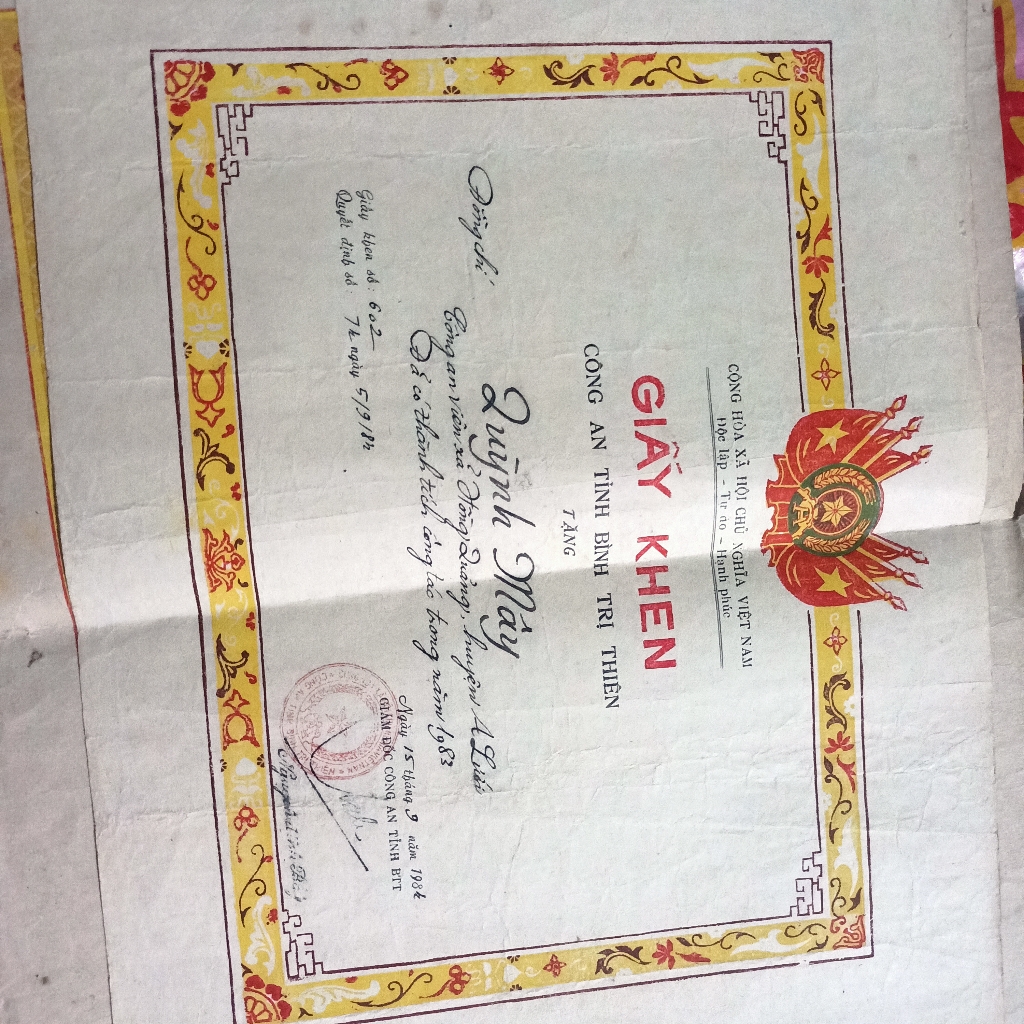 CỘNG HÒA XÃ HỘI CHỦ NGHĨA VIỆT NAM
Độc lập - Tự do - Hạnh phúc
GIẤY KHEN
CÔNG AN TỈNH BÌNH TRỊ THIÊN
TẶNG
Đồng chí Quỳnh Mây
Công an viên xã Hồng Quảng, huyện A Lưới
Đã có thành tích công tác trong năm 1983
Giấy khen số: 602
Quyết định số: 74 ngày 5/9/84
Ngày 15 tháng 9 năm 1984
GIÁM ĐỐC CÔNG AN TỈNH BTT